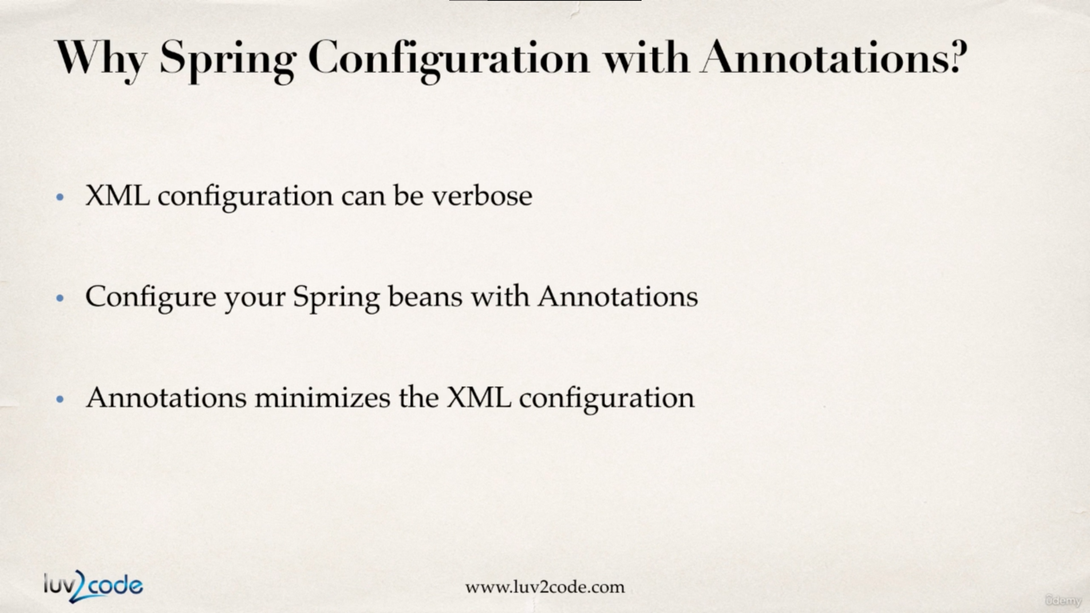 Why Spring Configuration with Annotations?
• XML configuration can be verbose
• Configure your Spring beans with Annotations
• Annotations minimizes the XML configuration
luv2code
www.luv2code.com
ûdemy